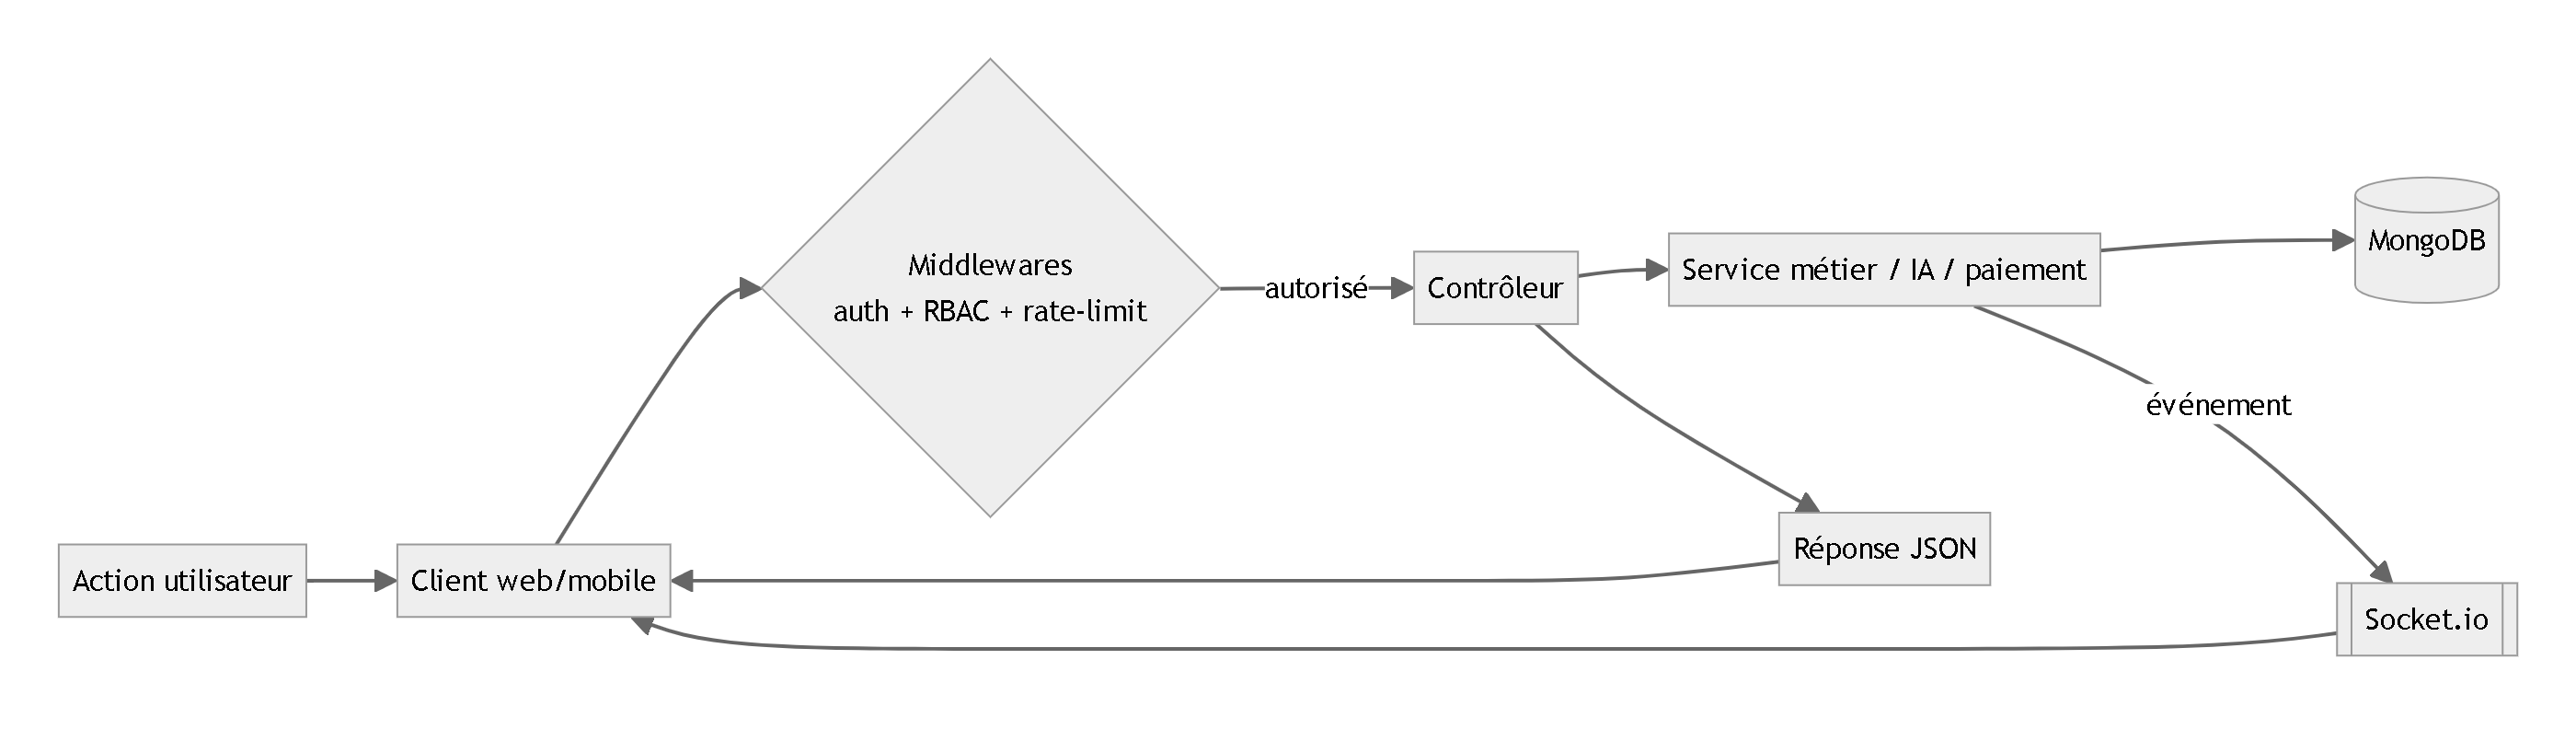 Action utilisateur
Client web/mobile
Middlewares
auth + RBAC + rate-limit
autorisé
Contrôleur
Service métier / IA / paiement
MongoDB
événement
Réponse JSON
Socket.io